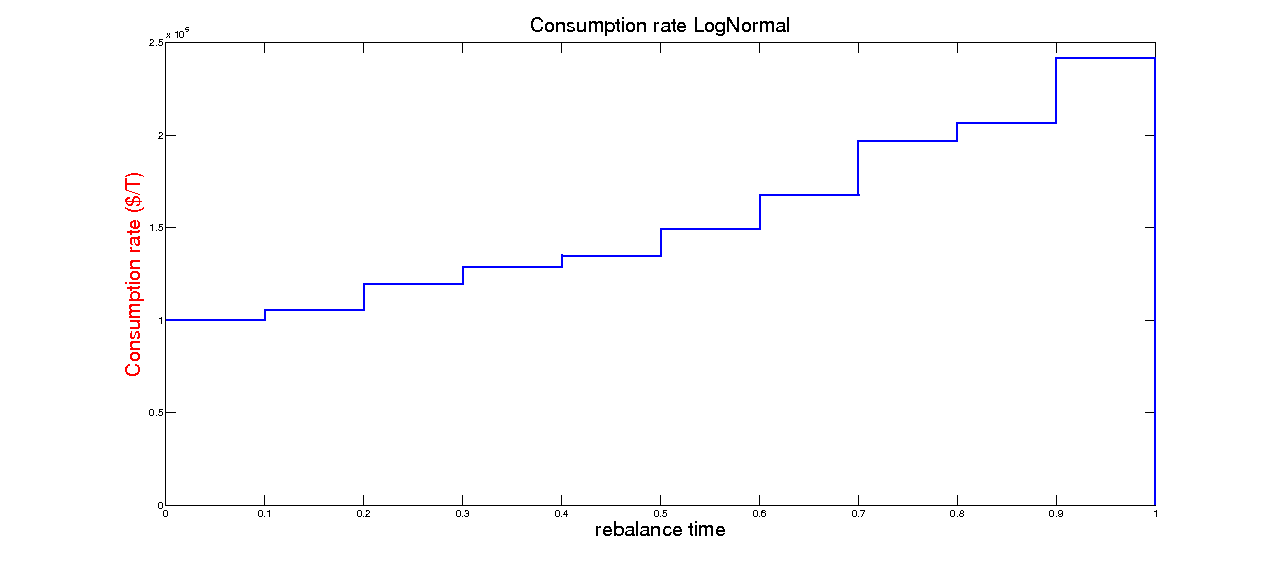 Consumption rate LogNormal
x 10^5
2.5
2
1.5
1
0.5
0
Consumption rate ($/T)
0 0.1 0.2 0.3 0.4 0.5 0.6 0.7 0.8 0.9 1
rebalance time